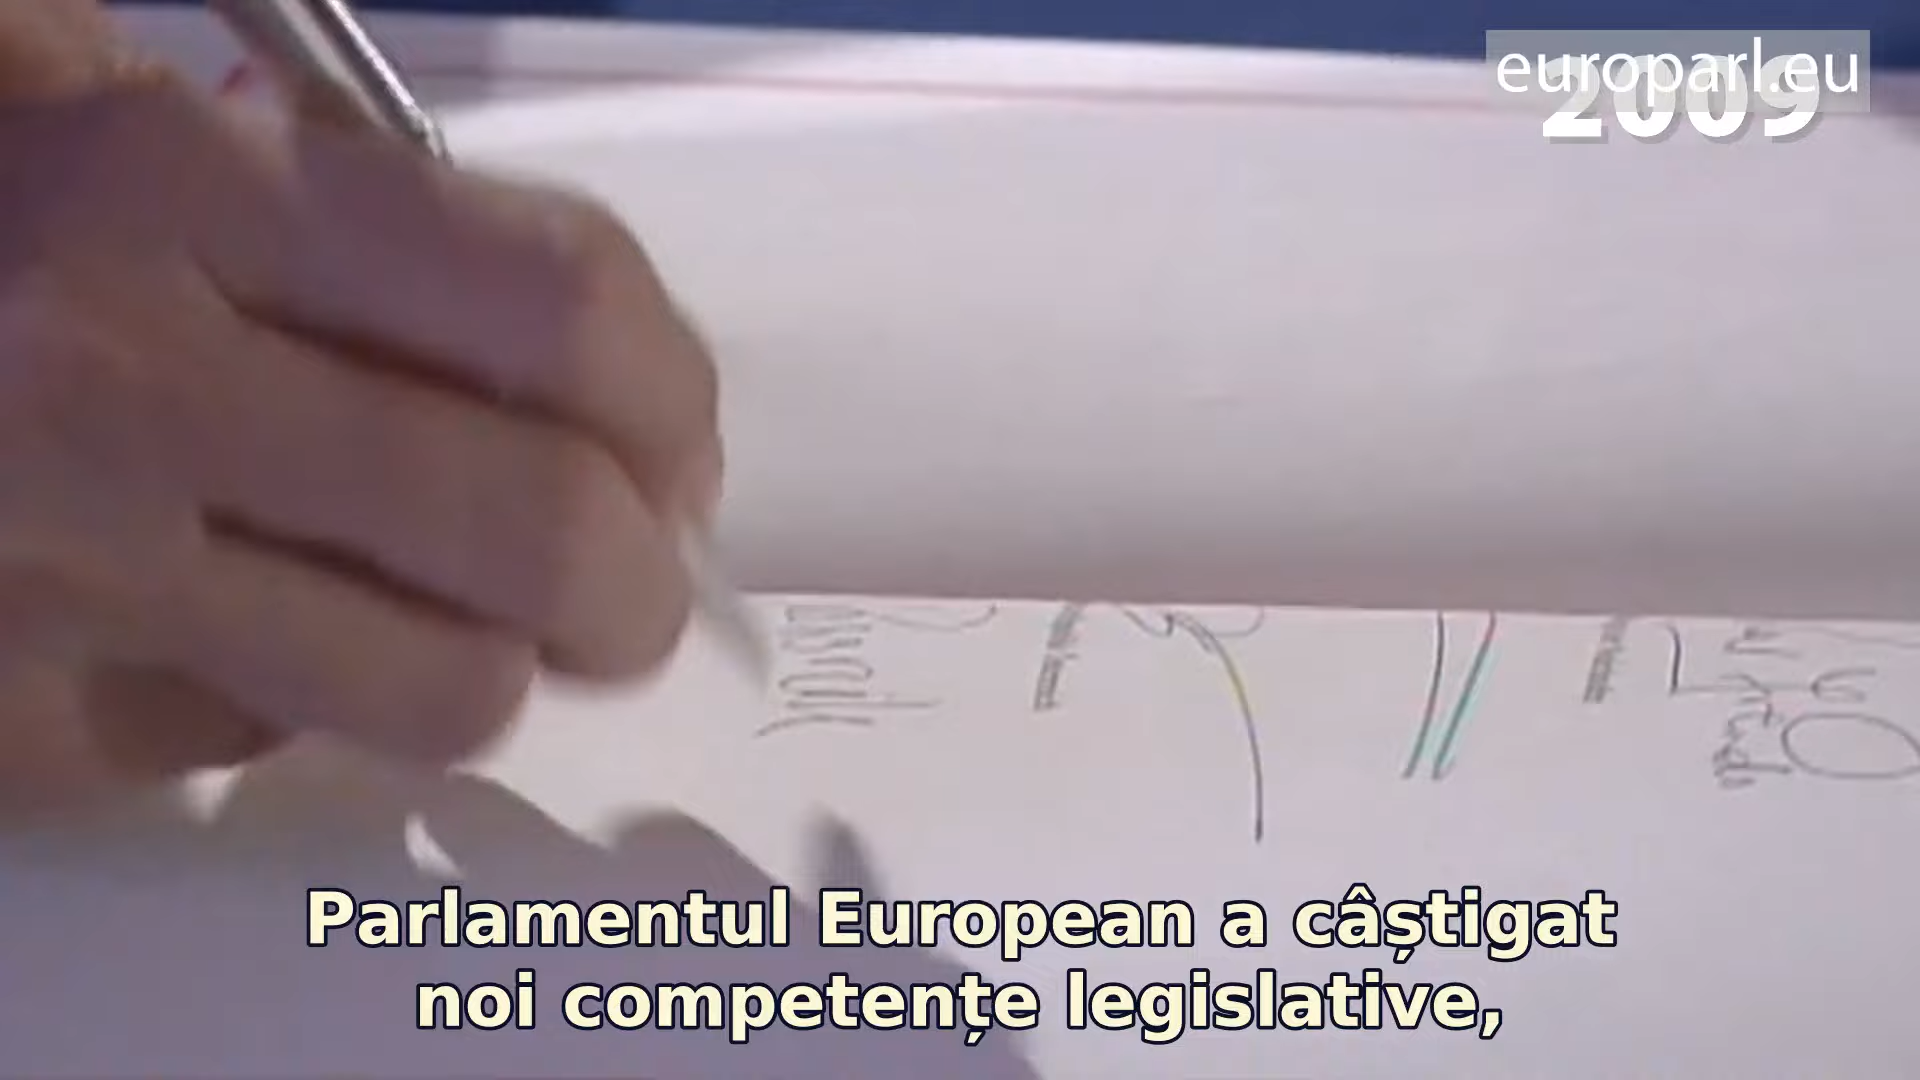 europarl.eu
2009
Parlamentul European a câștigat
noi competențe legislative,